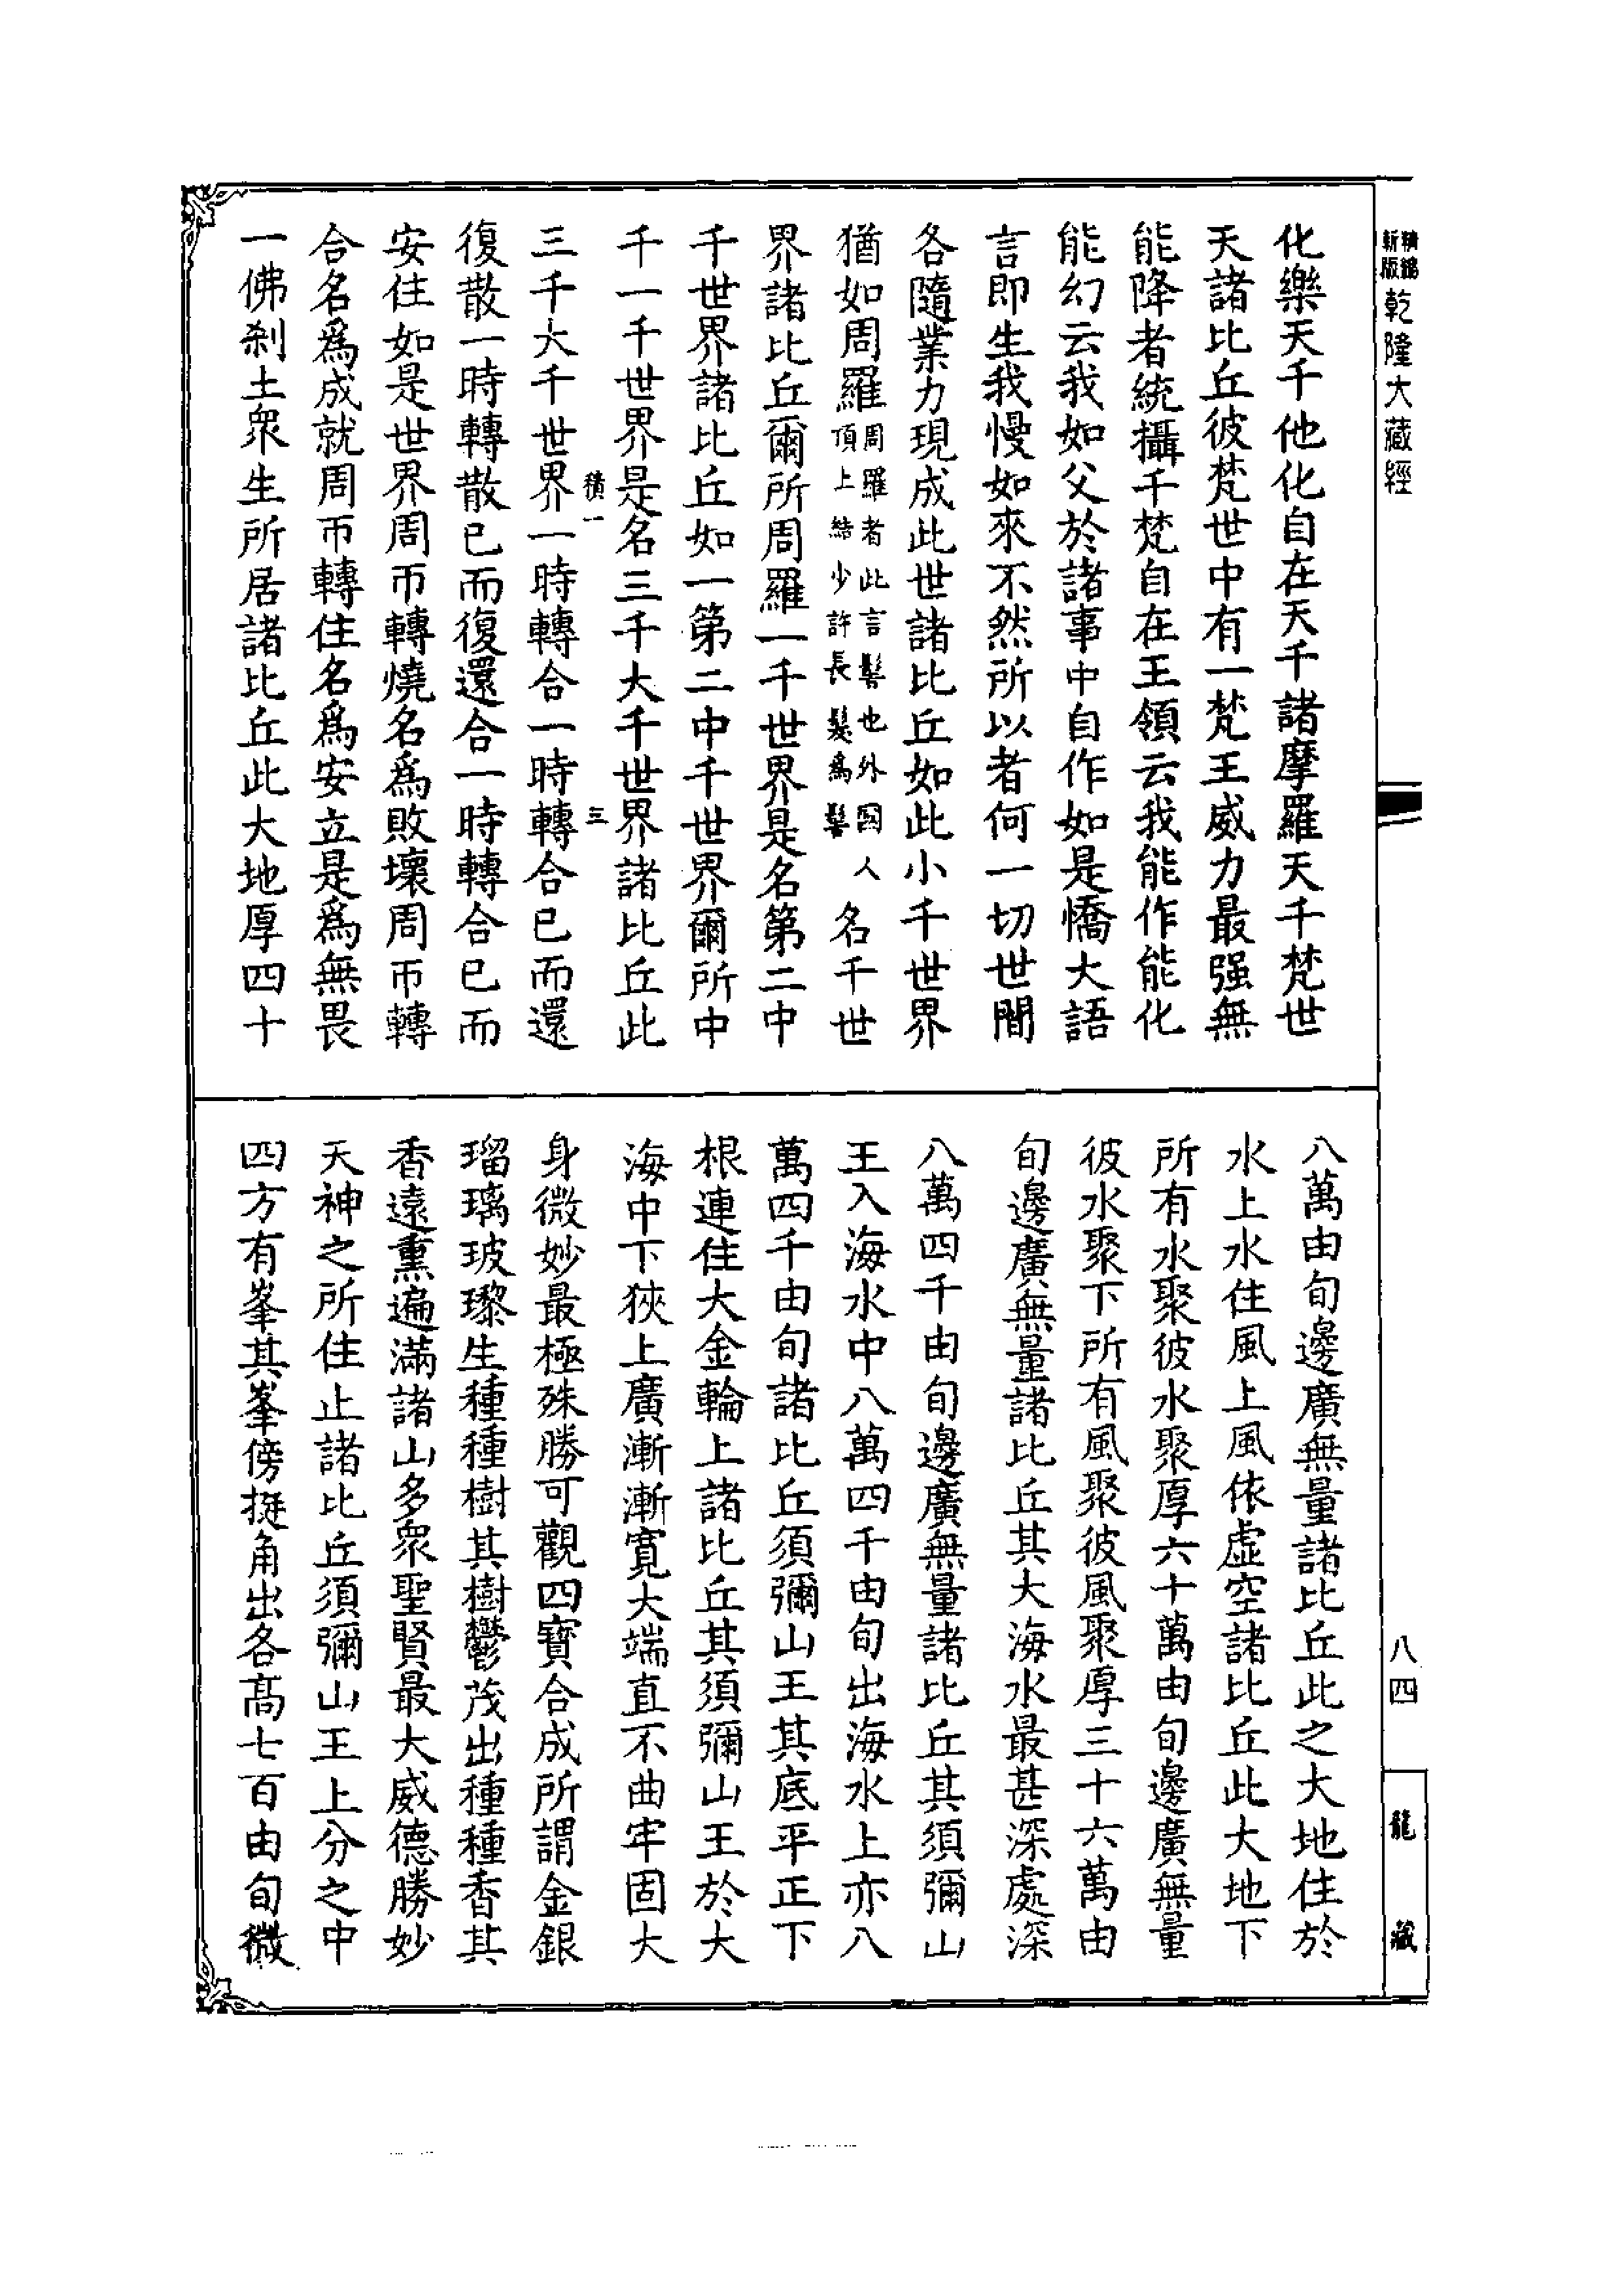 精編
新版
乾隆大藏經
八四
龍藏
化樂天千他化自在天千諸摩羅天千梵世
天諸比丘彼梵世中有一梵王威力最强無
能降者統攝千梵自在王領云我能作能化
能幻云我如父於諸事中自作如是憍大語
言即生我慢如來不然所以者何一切世間
各隨業力現成此世諸比丘如此小千世界
猶如周羅周羅者此言髻也外國人頂上結少許長髮爲髻名千世
界諸比丘爾所周羅一千世界是名第二中
千世界諸比丘如一第二中千世界爾所中
千一千世界是名三千大千世界諸比丘此
積一
三
三千大千世界一時轉合一時轉合已而還
復散一時轉散已而復還合一時轉合已而
安住如是世界周帀轉燒名爲敗壞周帀轉
合名爲成就周帀轉住名爲安立是爲無畏
一佛刹土衆生所居諸比丘此大地厚四十
八萬由旬邊廣無量諸比丘此之大地住於
水上水住風上風依虛空諸比丘此大地下
所有水聚彼水聚厚六十萬由旬邊廣無量
彼水聚下所有風聚彼風聚厚三十六萬由
旬邊廣無量諸比丘其大海水最甚深處深
八萬四千由旬邊廣無量諸比丘其須彌山
王入海水中八萬四千由旬出海水上亦八
萬四千由旬諸比丘須彌山王其底平正下
根連住大金輪上諸比丘其須彌山王於大
海中下狹上廣漸漸寬大端直不曲牢固大
身微妙最極殊勝可觀四寶合成所謂金銀
瑠璃玻瓈生種種樹其樹鬱茂出種種香其
香遠熏遍滿諸山多衆聖賢最大威德勝妙
天神之所住止諸比丘須彌山王上分之中
四方有峯其峯傍挺角出各高七百由旬微